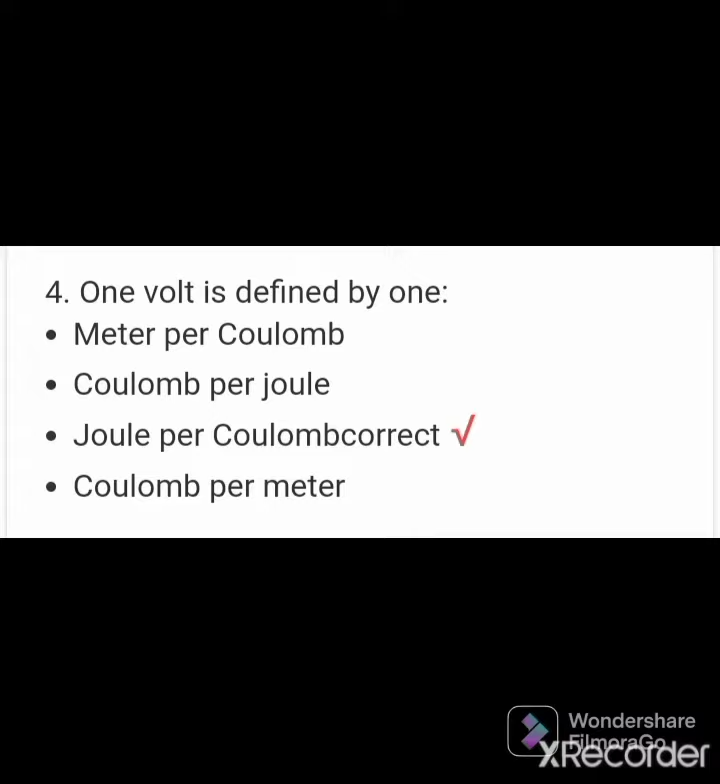 4. One volt is defined by one:
• Meter per Coulomb
• Coulomb per joule
• Joule per Coulombcorrect √
• Coulomb per meter
Wondershare
FilmoraGo
XRecorder